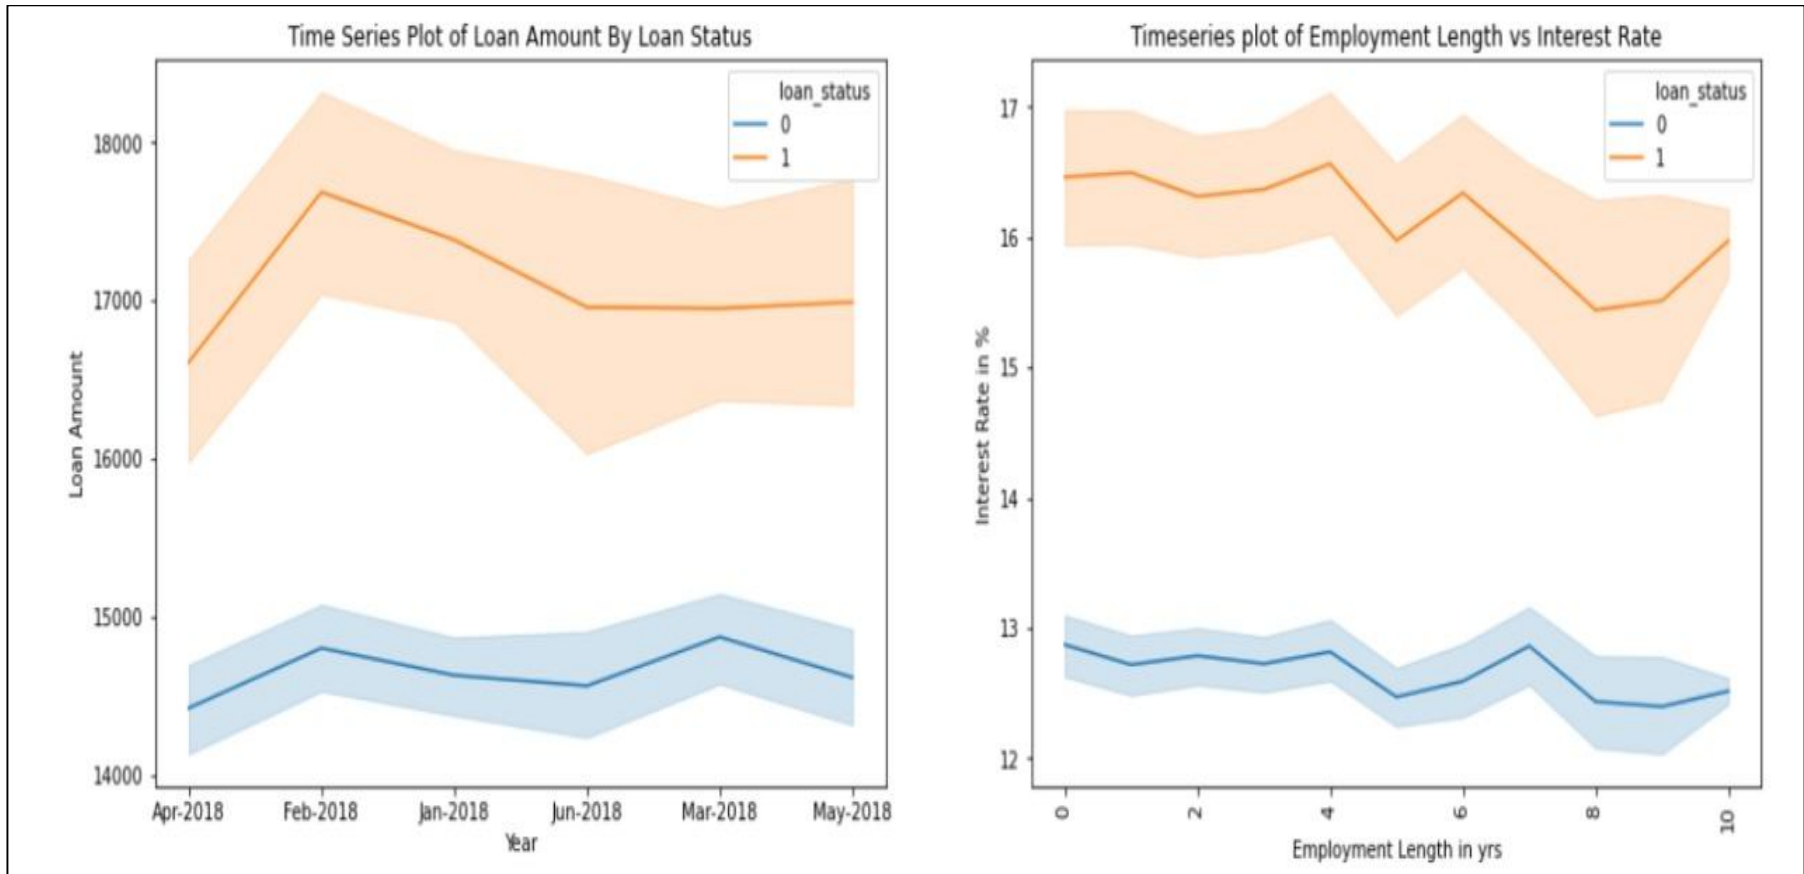 Time Series Plot of Loan Amount By Loan Status
loan_status
0
1
18000
17000
16000
15000
14000
Loan Amount
Apr-2018 Feb-2018 Jan-2018 Jun-2018 Mar-2018 May-2018
Year
Timeseries plot of Employment Length vs Interest Rate
loan_status
0
1
17
16
15
14
13
12
Interest Rate in %
0 2 4 6 8 10
Employment Length in yrs